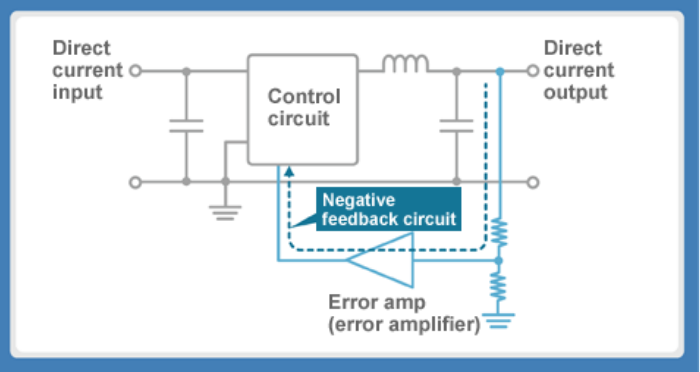 Direct
current
input
Control
circuit
Direct
current
output
Negative
feedback circuit
Error amp
(error amplifier)